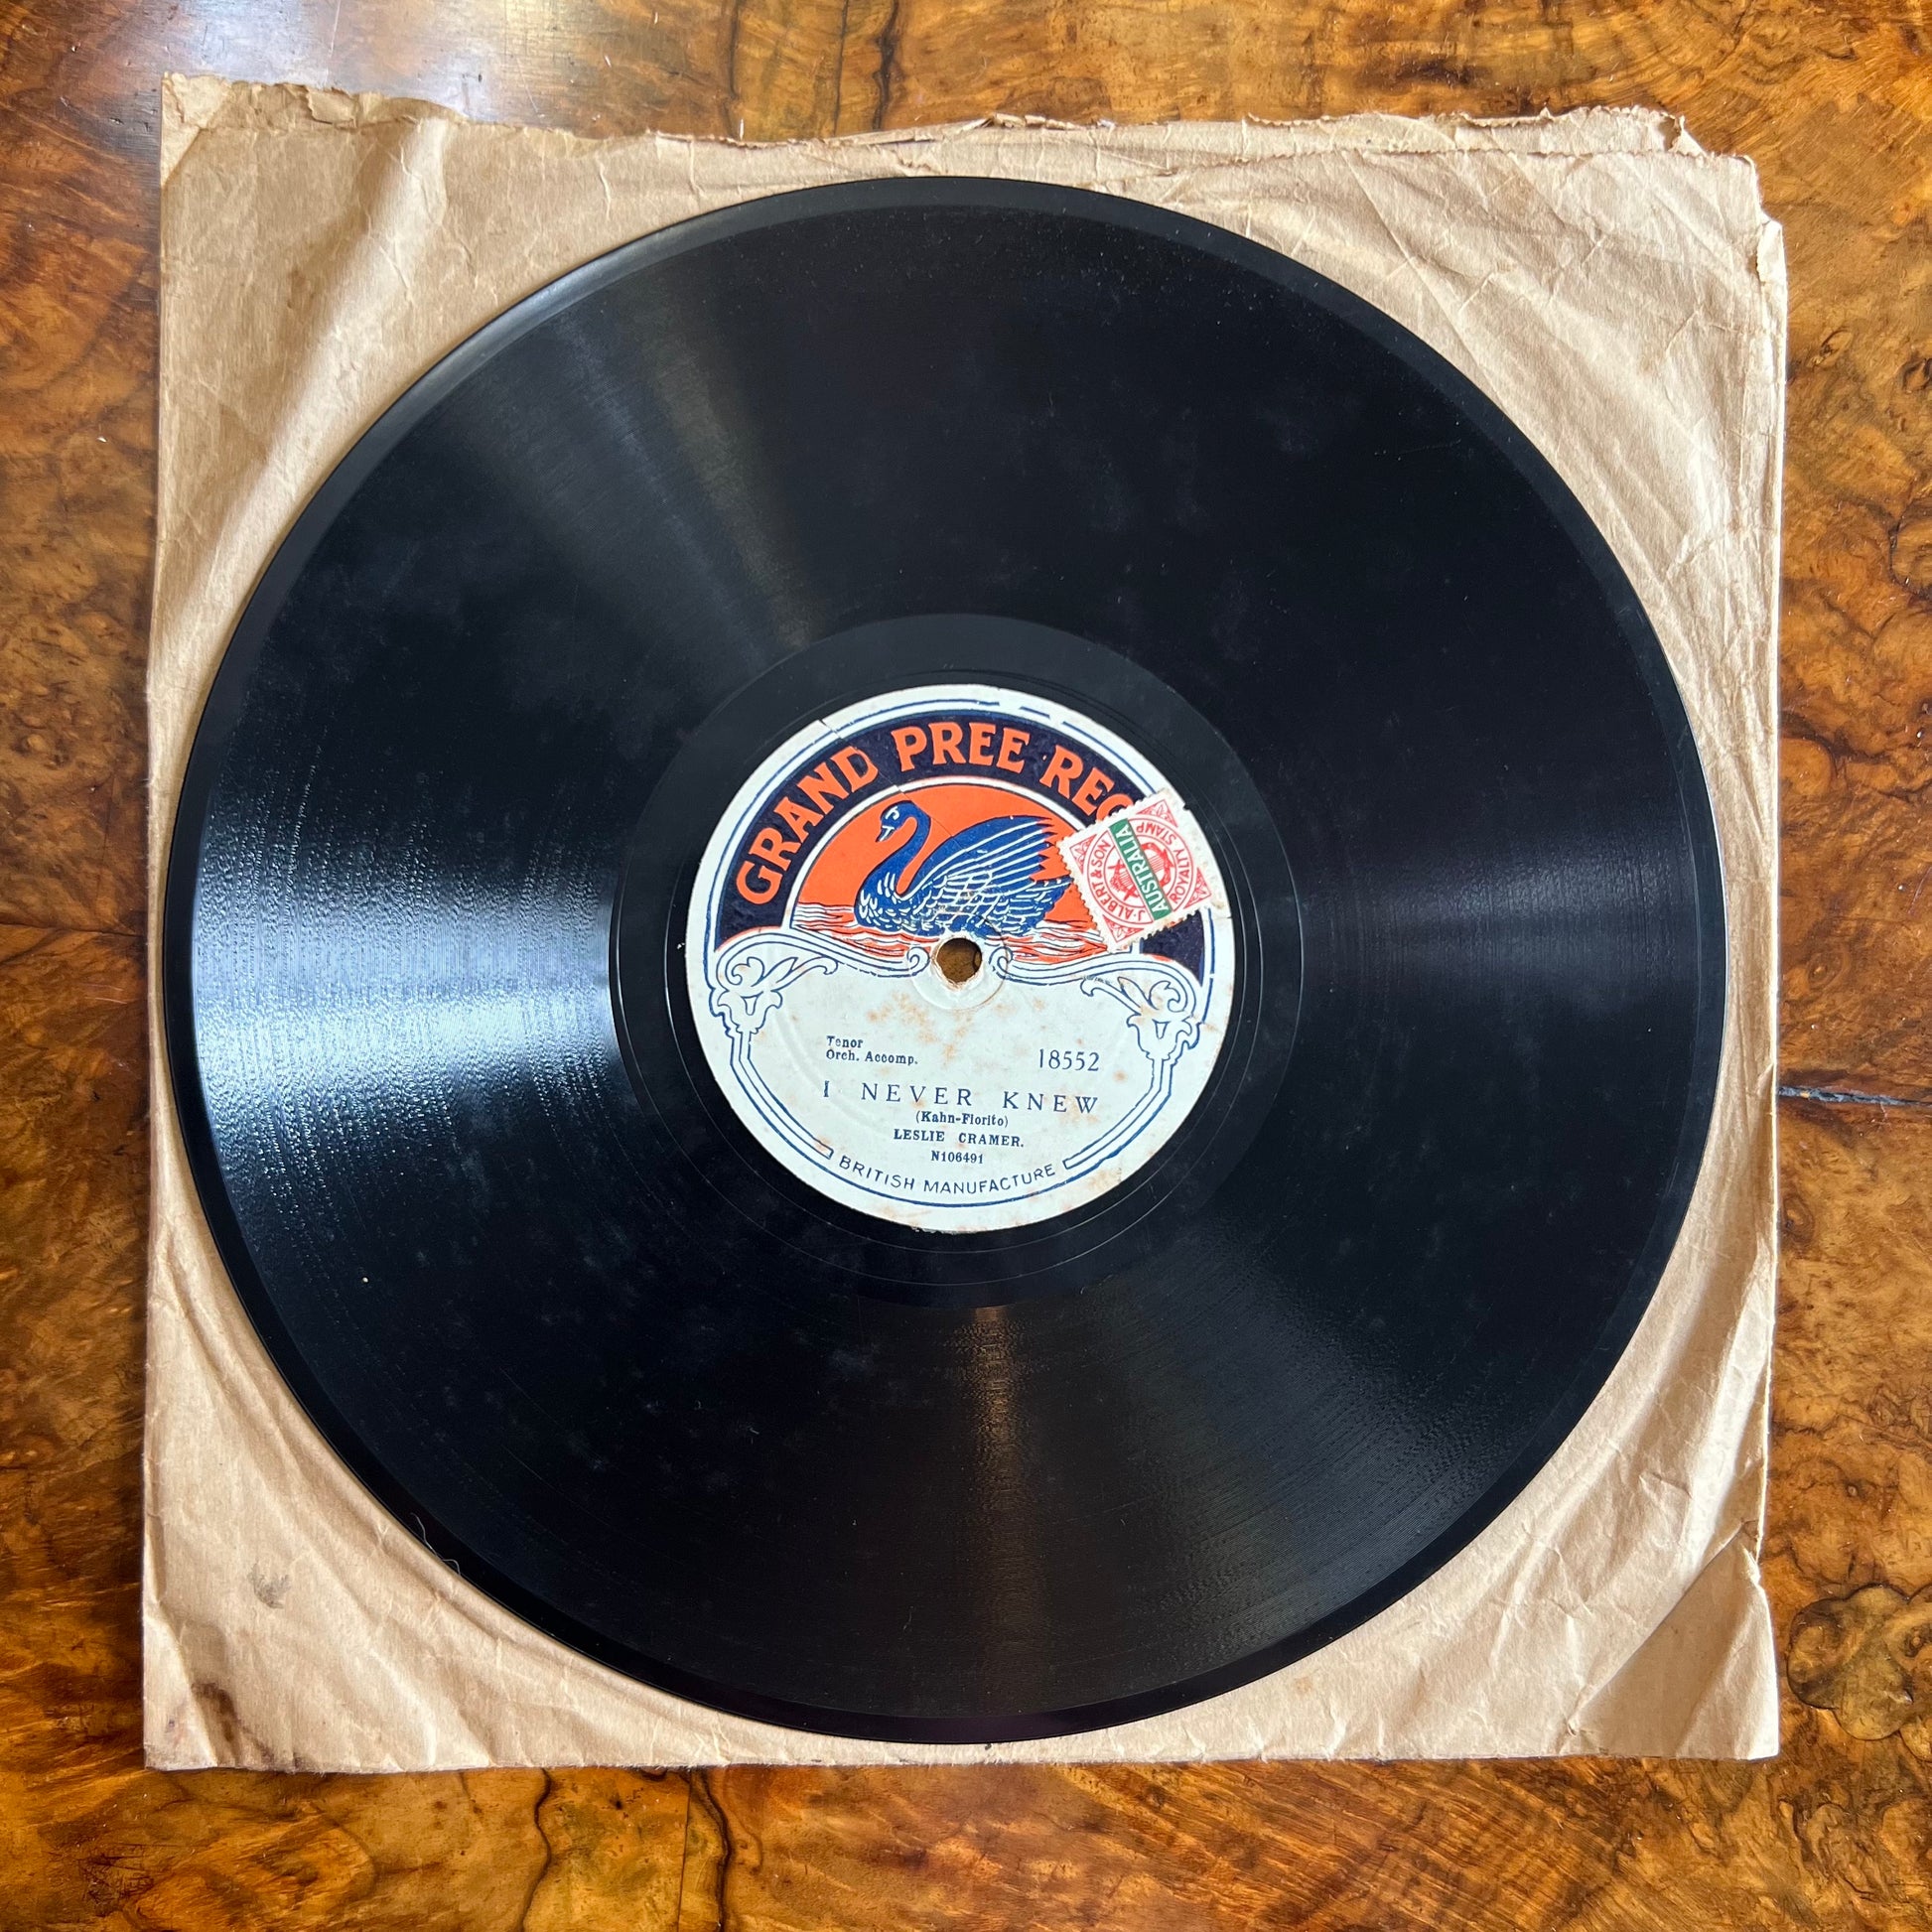 GRAND PREE REC
J. ALBERT & SON
AUSTRALIA
ROYALTY STAMP
Tenor
Orch. Accomp.
18552
I NEVER KNEW
(Kahn-Fiorito)
LESLIE CRAMER.
N106491
BRITISH MANUFACTURE